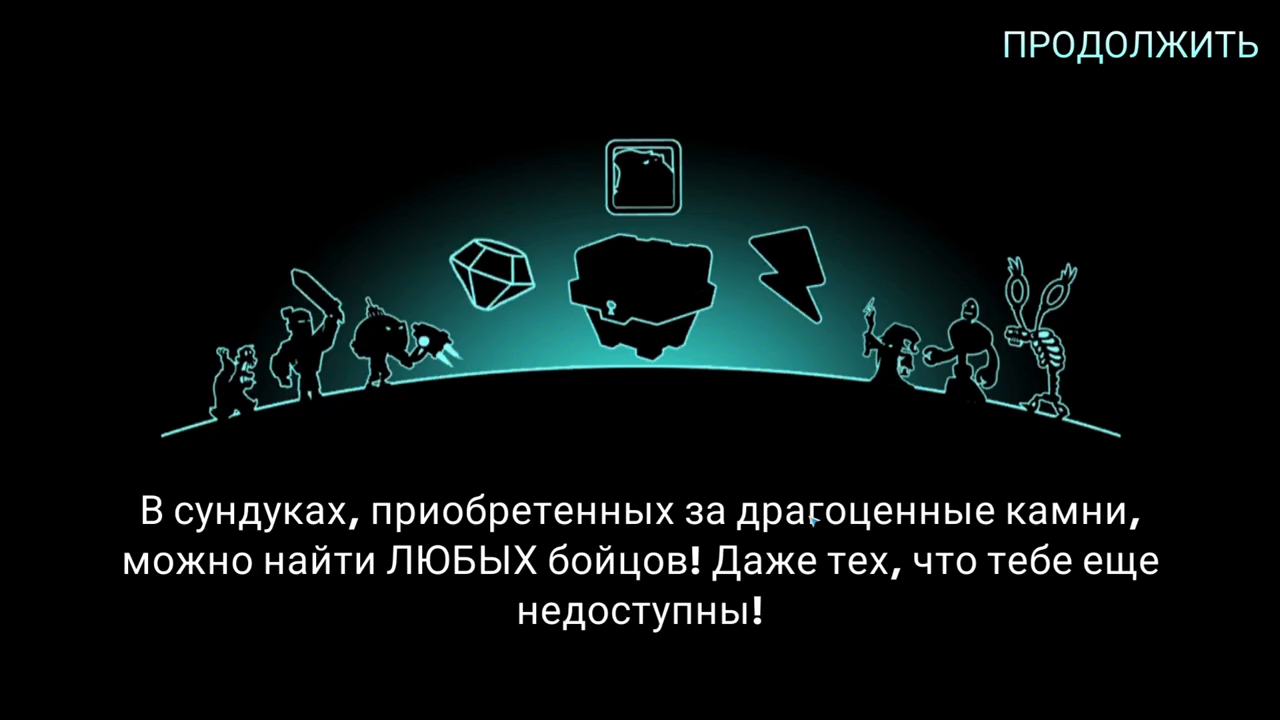 ПРОДОЛЖИТЬ
В сундуках, приобретенных за драгоценные камни,
можно найти ЛЮБЫХ бойцов! Даже тех, что тебе еще
недоступны!